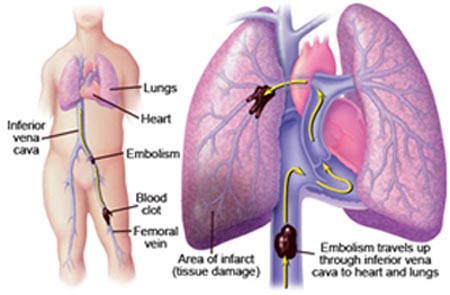 Lungs
Heart
Inferior
vena
cava
Embolism
Blood
clot
Femoral
vein
Area of infarct
(tissue damage)
Embolism travels up
through inferior vena
cava to heart and lungs